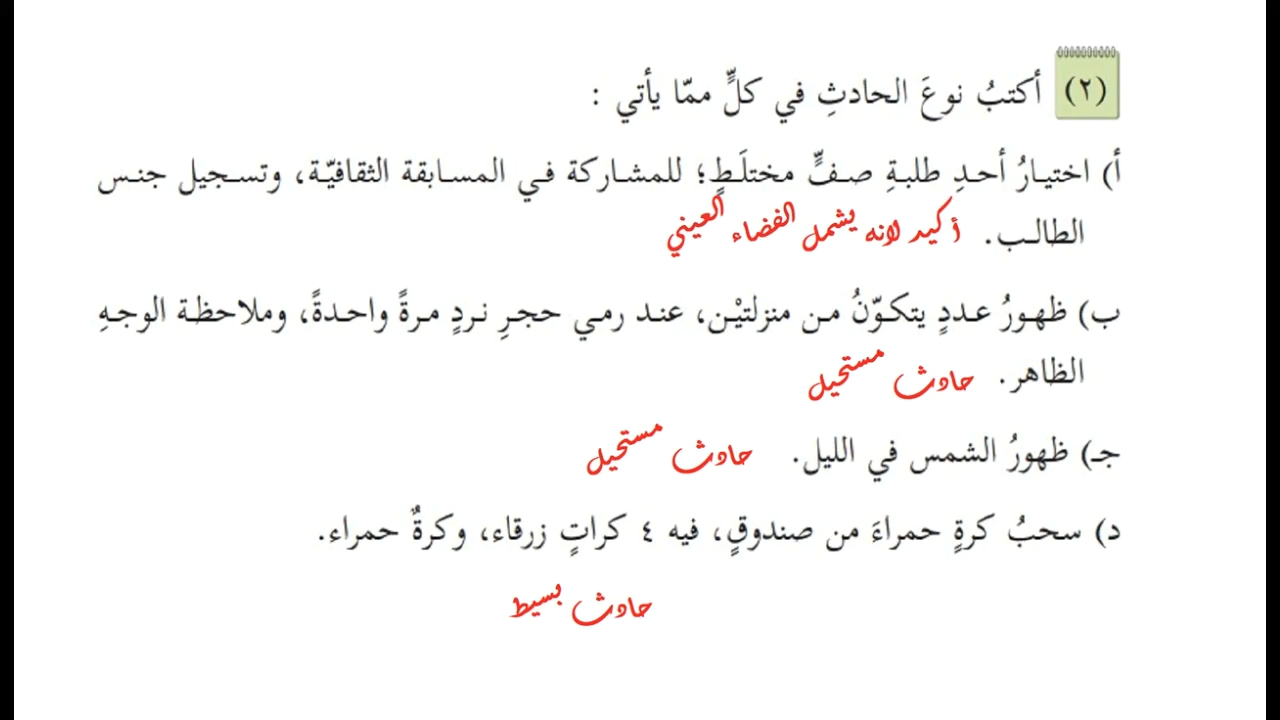 (٢) أكتبُ نوعَ الحادثِ في كلٍّ ممّا يأتي :
أ) اختيارُ أحدِ طلبةِ صفٍّ مختلَطٍ؛ للمشاركة في المسابقة الثقافيّة، وتسجيل جنس
الطالب. أكيد لانه يشمل الفضاء العيني
ب) ظهورُ عددٍ يتكوّنُ من منزلتيْن، عند رمي حجرِ نردٍ مرةً واحدةً، وملاحظة الوجهِ
الظاهر. حادث مستحيل
جـ) ظهورُ الشمس في الليل. حادث مستحيل
د) سحبُ كرةٍ حمراءَ من صندوقٍ، فيه ٤ كراتٍ زرقاء، وكرةٌ حمراء.
حادث بسيط